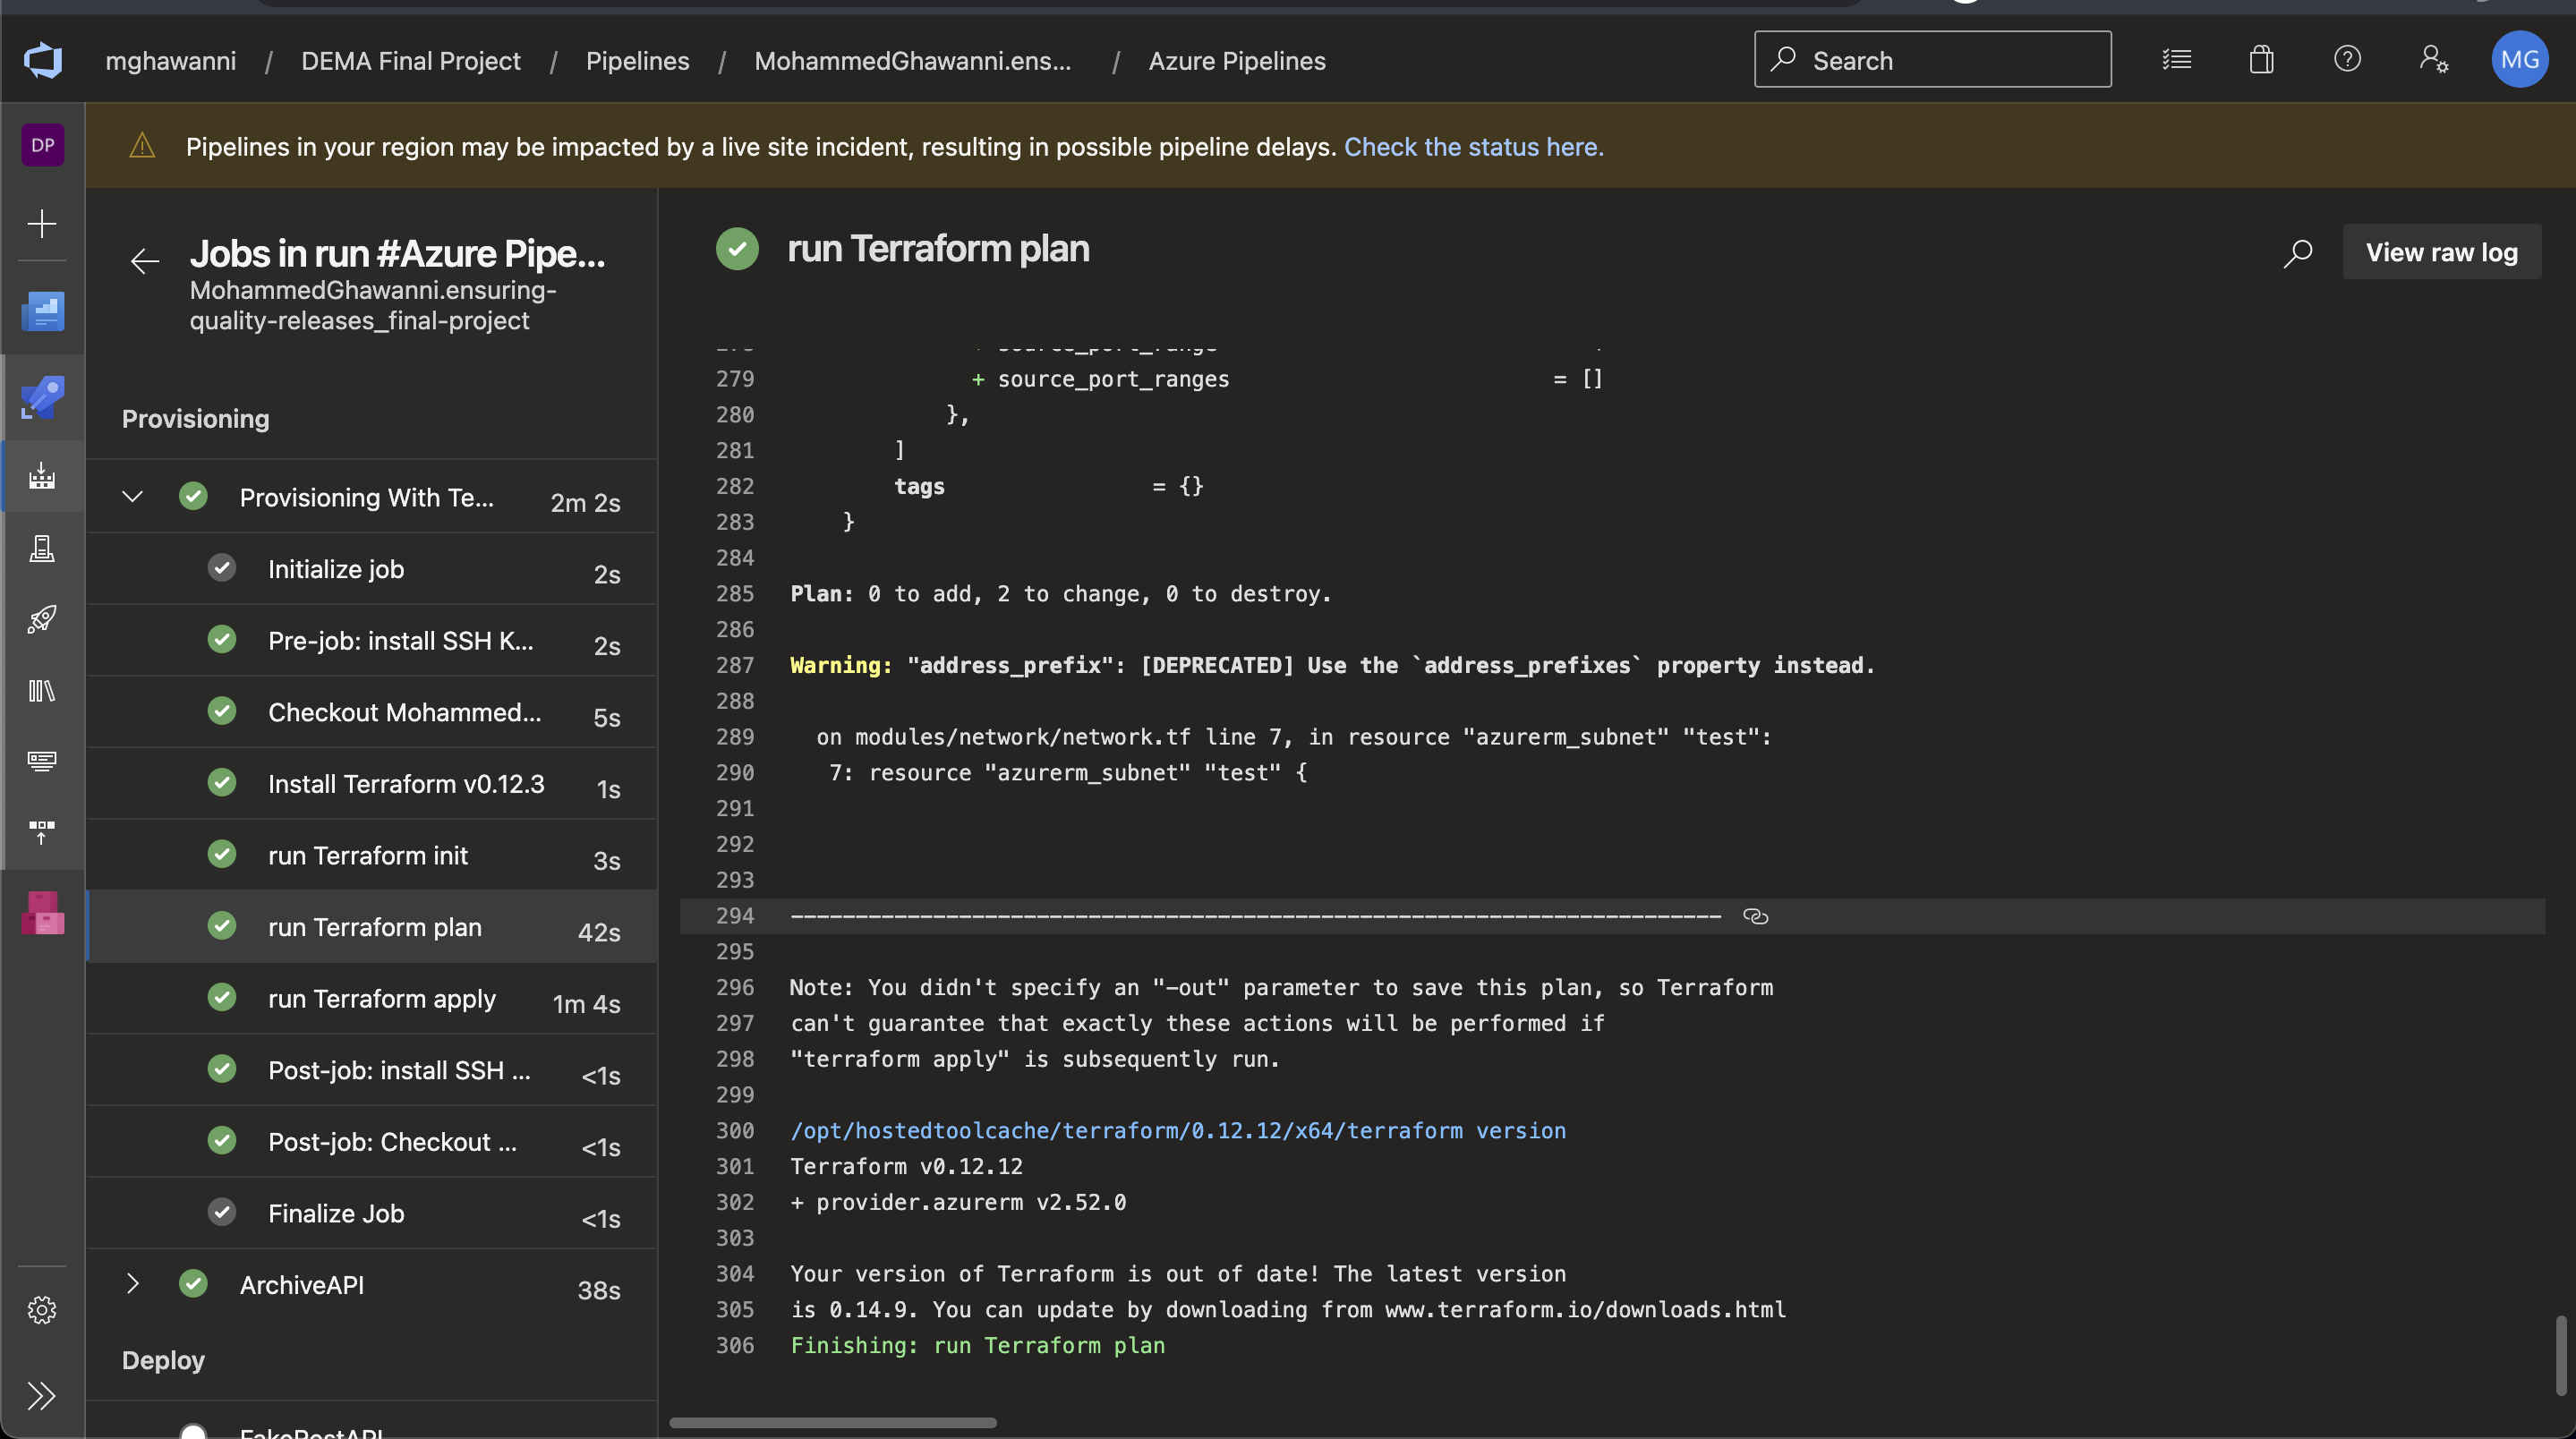 mghawanni / DEMA Final Project / Pipelines / MohammedGhawanni.ens... / Azure Pipelines
Search
MG
DP
Pipelines in your region may be impacted by a live site incident, resulting in possible pipeline delays. Check the status here.
Jobs in run #Azure Pipe...
MohammedGhawanni.ensuring-
quality-releases_final-project
Provisioning
Provisioning With Te... 2m 2s
Initialize job 2s
Pre-job: install SSH K... 2s
Checkout Mohammed... 5s
Install Terraform v0.12.3 1s
run Terraform init 3s
run Terraform plan 42s
run Terraform apply 1m 4s
Post-job: install SSH ... <1s
Post-job: Checkout ... <1s
Finalize Job <1s
ArchiveAPI 38s
Deploy
FakeRestAPI
run Terraform plan
View raw log
279 + source_port_ranges = []
280 },
281 ]
282 tags = {}
283 }
284
285 Plan: 0 to add, 2 to change, 0 to destroy.
286
287 Warning: "address_prefix": [DEPRECATED] Use the `address_prefixes` property instead.
288
289 on modules/network/network.tf line 7, in resource "azurerm_subnet" "test":
290 7: resource "azurerm_subnet" "test" {
291
292
293
294 ------------------------------------------------------------------------
295
296 Note: You didn't specify an "-out" parameter to save this plan, so Terraform
297 can't guarantee that exactly these actions will be performed if
298 "terraform apply" is subsequently run.
299
300 /opt/hostedtoolcache/terraform/0.12.12/x64/terraform version
301 Terraform v0.12.12
302 + provider.azurerm v2.52.0
303
304 Your version of Terraform is out of date! The latest version
305 is 0.14.9. You can update by downloading from www.terraform.io/downloads.html
306 Finishing: run Terraform plan